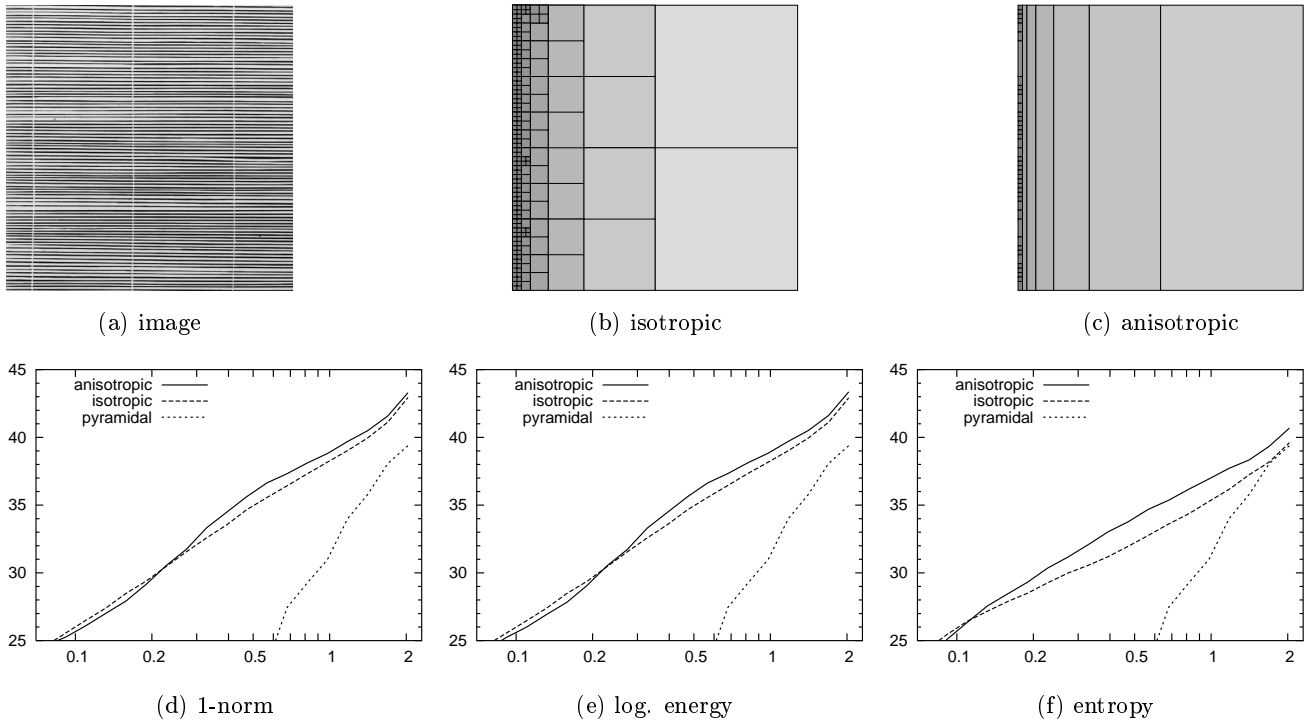 (a) image
(b) isotropic
(c) anisotropic
45
40
35
30
25
0.1
0.2
0.5
1
2
anisotropic
isotropic
pyramidal
(d) 1-norm
45
40
35
30
25
0.1
0.2
0.5
1
2
anisotropic
isotropic
pyramidal
(e) log. energy
45
40
35
30
25
0.1
0.2
0.5
1
2
anisotropic
isotropic
pyramidal
(f) entropy